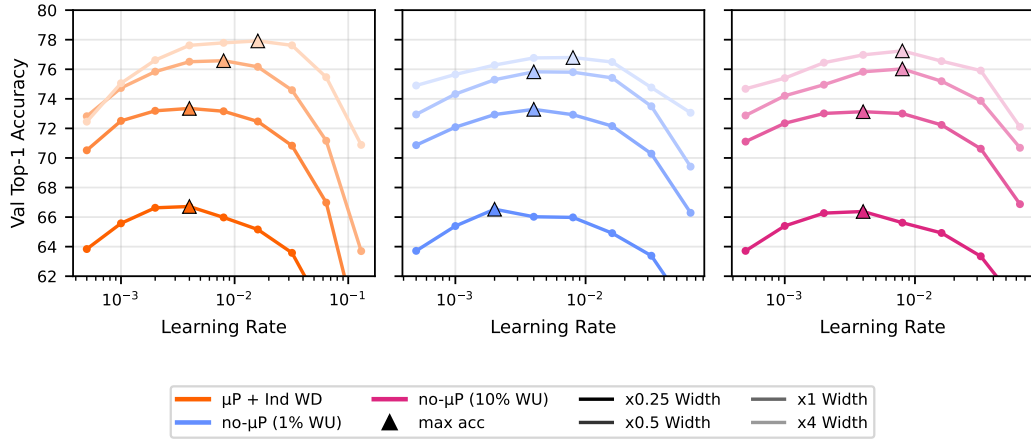 80
78
76
74
72
70
68
66
64
62
Val Top-1 Accuracy
10⁻³ 10⁻² 10⁻¹
Learning Rate
10⁻³ 10⁻²
Learning Rate
10⁻³ 10⁻²
Learning Rate
μP + Ind WD
no-μP (1% WU)
no-μP (10% WU)
max acc
x0.25 Width
x0.5 Width
x1 Width
x4 Width